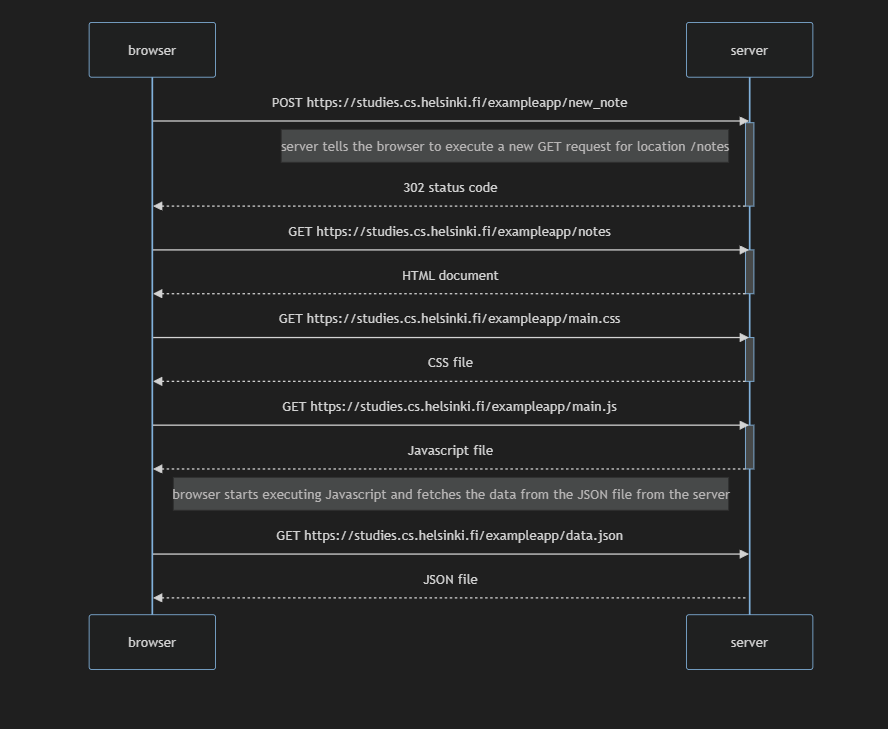 browser
server
POST https://studies.cs.helsinki.fi/exampleapp/new_note
server tells the browser to execute a new GET request for location /notes
302 status code
GET https://studies.cs.helsinki.fi/exampleapp/notes
HTML document
GET https://studies.cs.helsinki.fi/exampleapp/main.css
CSS file
GET https://studies.cs.helsinki.fi/exampleapp/main.js
Javascript file
browser starts executing Javascript and fetches the data from the JSON file from the server
GET https://studies.cs.helsinki.fi/exampleapp/data.json
JSON file
browser
server